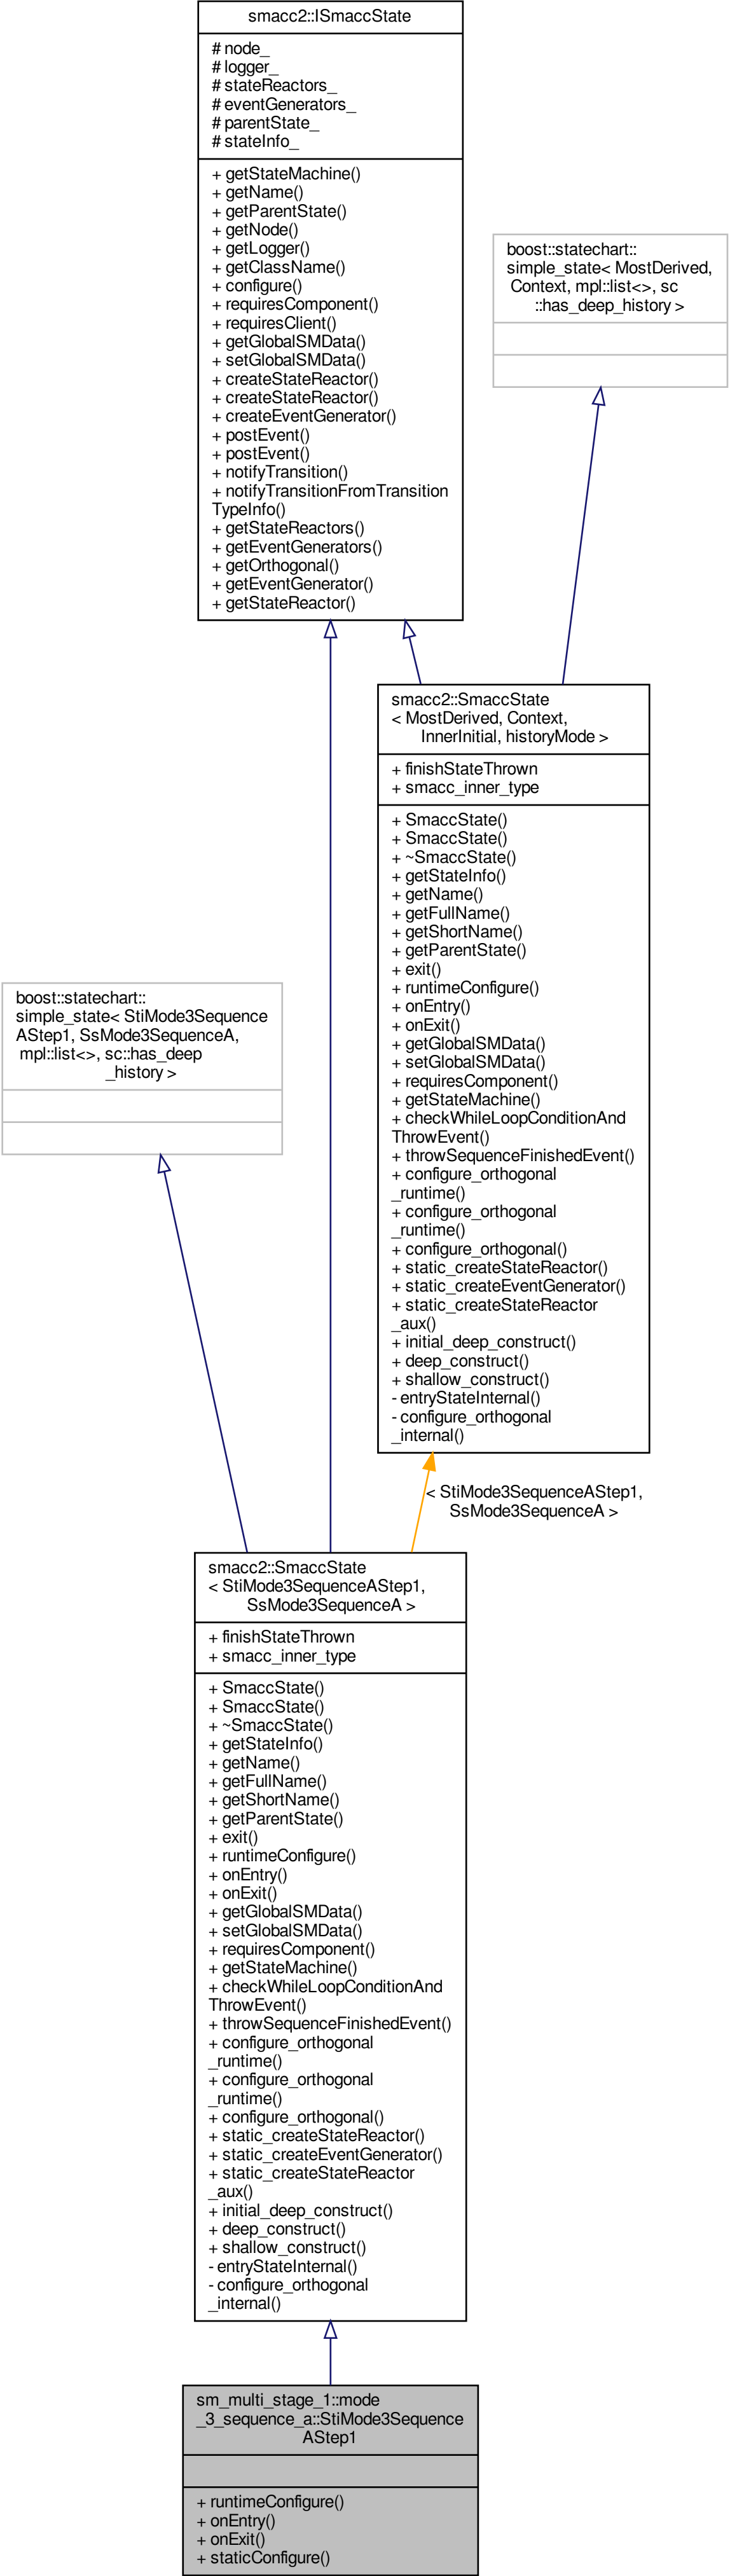 smacc2::ISmaccState
# node_
# logger_
# stateReactors_
# eventGenerators_
# parentState_
# stateInfo_
+ getStateMachine()
+ getName()
+ getParentState()
+ getNode()
+ getLogger()
+ getClassName()
+ configure()
+ requiresComponent()
+ requiresClient()
+ getGlobalSMData()
+ setGlobalSMData()
+ createStateReactor()
+ createStateReactor()
+ createEventGenerator()
+ postEvent()
+ postEvent()
+ notifyTransition()
+ notifyTransitionFromTransition
TypeInfo()
+ getStateReactors()
+ getEventGenerators()
+ getOrthogonal()
+ getEventGenerator()
+ getStateReactor()
boost::statechart::
simple_state< MostDerived,
Context, mpl::list<>, sc
::has_deep_history >
smacc2::SmaccState
< MostDerived, Context,
InnerInitial, historyMode >
+ finishStateThrown
+ smacc_inner_type
+ SmaccState()
+ SmaccState()
+ ~SmaccState()
+ getStateInfo()
+ getName()
+ getFullName()
+ getShortName()
+ getParentState()
+ exit()
+ runtimeConfigure()
+ onEntry()
+ onExit()
+ getGlobalSMData()
+ setGlobalSMData()
+ requiresComponent()
+ getStateMachine()
+ checkWhileLoopConditionAnd
ThrowEvent()
+ throwSequenceFinishedEvent()
+ configure_orthogonal
_runtime()
+ configure_orthogonal
_runtime()
+ configure_orthogonal()
+ static_createStateReactor()
+ static_createEventGenerator()
+ static_createStateReactor
_aux()
+ initial_deep_construct()
+ deep_construct()
+ shallow_construct()
- entryStateInternal()
- configure_orthogonal
_internal()
boost::statechart::
simple_state< StiMode3Sequence
AStep1, SsMode3SequenceA,
mpl::list<>, sc::has_deep
_history >
< StiMode3SequenceAStep1,
SsMode3SequenceA >
smacc2::SmaccState
< StiMode3SequenceAStep1,
SsMode3SequenceA >
+ finishStateThrown
+ smacc_inner_type
+ SmaccState()
+ SmaccState()
+ ~SmaccState()
+ getStateInfo()
+ getName()
+ getFullName()
+ getShortName()
+ getParentState()
+ exit()
+ runtimeConfigure()
+ onEntry()
+ onExit()
+ getGlobalSMData()
+ setGlobalSMData()
+ requiresComponent()
+ getStateMachine()
+ checkWhileLoopConditionAnd
ThrowEvent()
+ throwSequenceFinishedEvent()
+ configure_orthogonal
_runtime()
+ configure_orthogonal
_runtime()
+ configure_orthogonal()
+ static_createStateReactor()
+ static_createEventGenerator()
+ static_createStateReactor
_aux()
+ initial_deep_construct()
+ deep_construct()
+ shallow_construct()
- entryStateInternal()
- configure_orthogonal
_internal()
sm_multi_stage_1::mode
_3_sequence_a::StiMode3Sequence
AStep1
+ runtimeConfigure()
+ onEntry()
+ onExit()
+ staticConfigure()